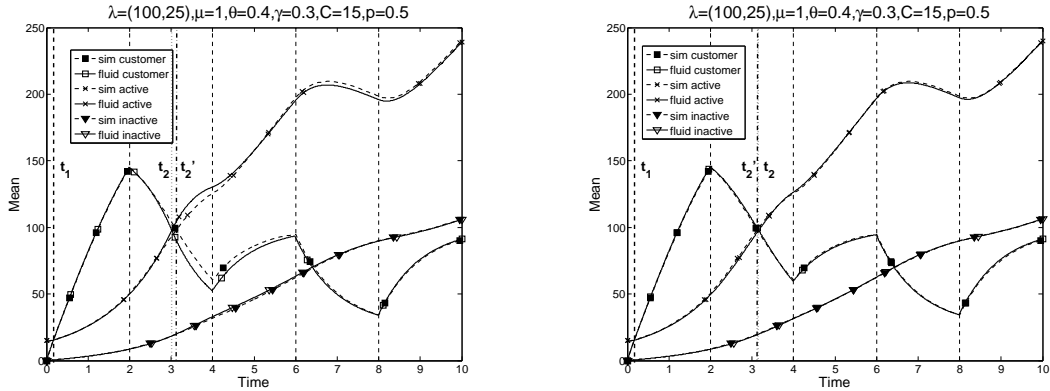 λ=(100,25),μ=1,θ=0.4,γ=0.3,C=15,p=0.5
250
200
150
100
50
0
Mean
sim customer
fluid customer
sim active
fluid active
sim inactive
fluid inactive
t1
t2
t2'
0 1 2 3 4 5 6 7 8 9 10
Time
λ=(100,25),μ=1,θ=0.4,γ=0.3,C=15,p=0.5
250
200
150
100
50
0
Mean
sim customer
fluid customer
sim active
fluid active
sim inactive
fluid inactive
t1
t2'
t2
0 1 2 3 4 5 6 7 8 9 10
Time